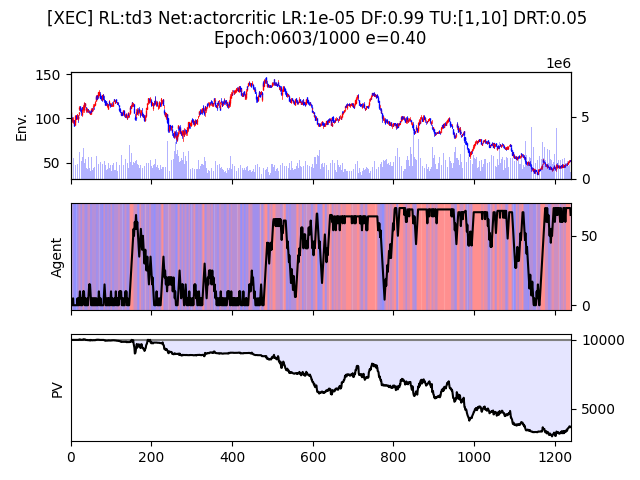 [XEC] RL:td3 Net:actorcritic LR:1e-05 DF:0.99 TU:[1,10] DRT:0.05
Epoch:0603/1000 e=0.40
1e6
150
100
50
Env.
5
0
Agent
50
0
PV
10000
5000
0
200
400
600
800
1000
1200